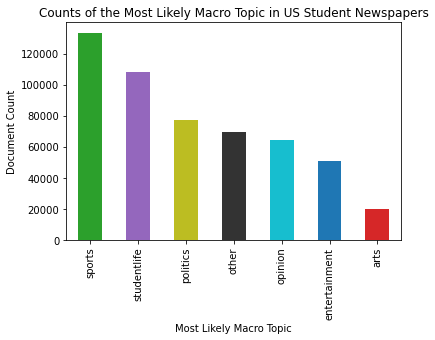 Counts of the Most Likely Macro Topic in US Student Newspapers
Document Count
120000
100000
80000
60000
40000
20000
0
sports
studentlife
politics
other
opinion
entertainment
arts
Most Likely Macro Topic